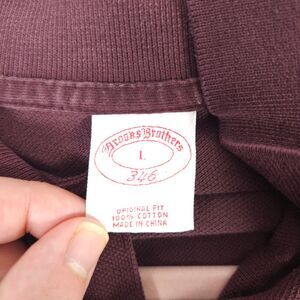 Brooks Brothers
L
346
ORIGINAL FIT
100% COTTON
MADE IN CHINA